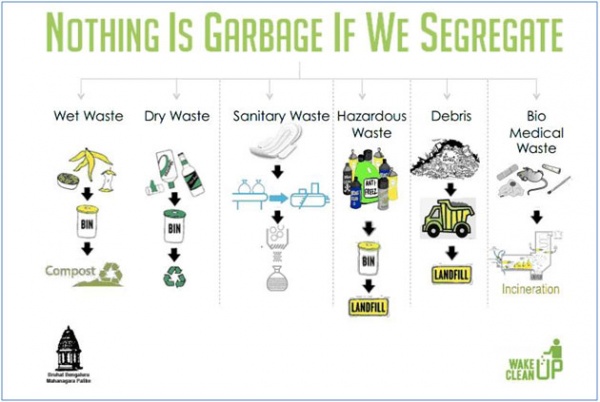 NOTHING IS GARBAGE IF WE SEGREGATE
Wet Waste
Dry Waste
Sanitary Waste
Hazardous
Waste
Debris
Bio
Medical
Waste
ANTI
FREEZ
BIN
BIN
BIN
Compost
LANDFILL
LANDFILL
Incineration
Bruhat Bengaluru
Mahanagara Palike
WAKE
CLEAN UP